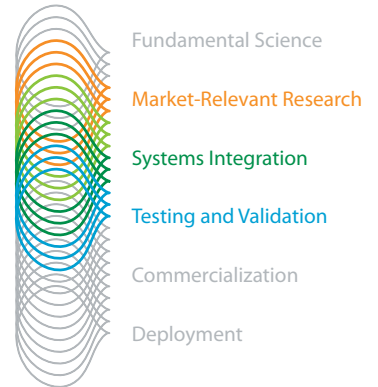 Fundamental Science
Market-Relevant Research
Systems Integration
Testing and Validation
Commercialization
Deployment